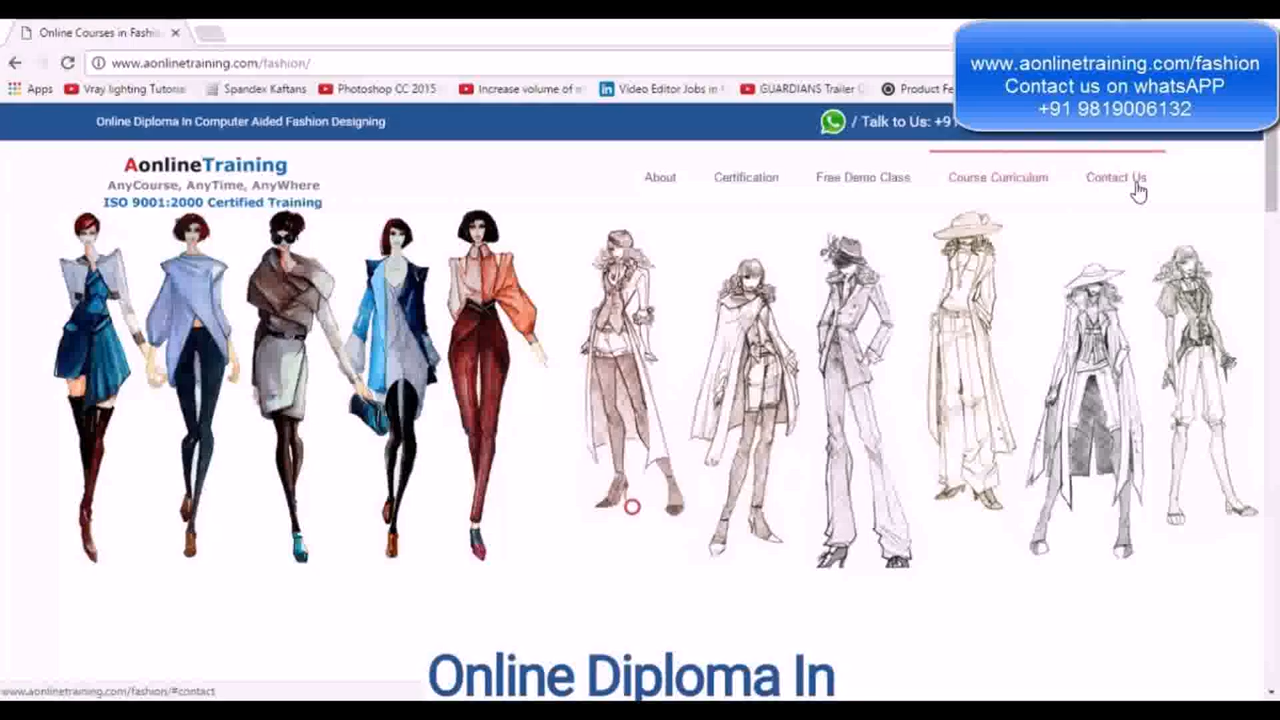 Online Courses in Fashi
www.aonlinetraining.com/fashion/
Apps
Vray lighting Tutoria
Spandex Kaftans
Photoshop CC 2015
Increase volume of
Video Editor Jobs in
GUARDIANS Trailer
Product Fe
www.aonlinetraining.com/fashion
Contact us on whatsAPP
+91 9819006132
Online Diploma In Computer Aided Fashion Designing
/ Talk to Us: +91
AonlineTraining
AnyCourse, AnyTime, AnyWhere
ISO 9001:2000 Certified Training
About
Certification
Free Demo Class
Course Curriculum
Contact Us
Online Diploma In
www.aonlinetraining.com/fashion/#contact